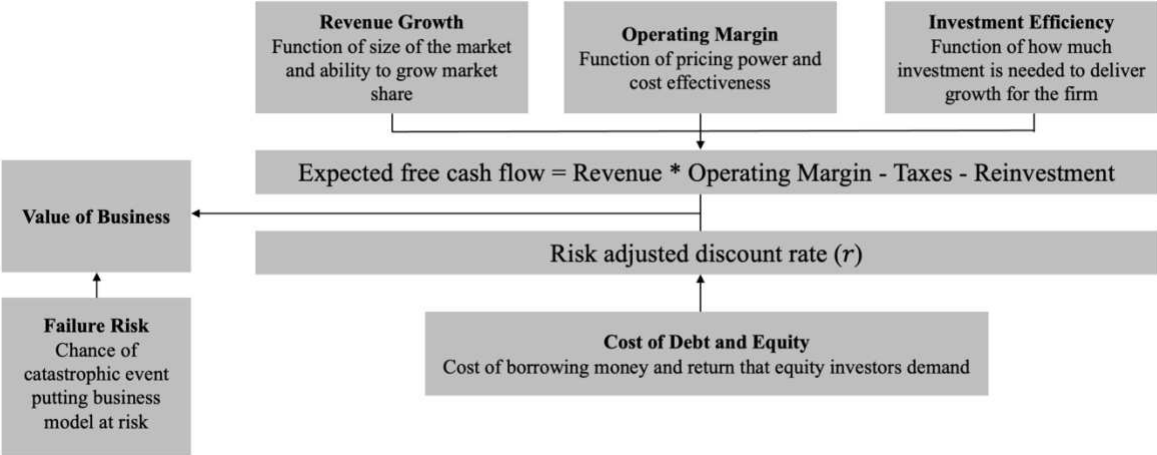 Revenue Growth
Function of size of the market
and ability to grow market
share
Operating Margin
Function of pricing power and
cost effectiveness
Investment Efficiency
Function of how much
investment is needed to deliver
growth for the firm
Expected free cash flow = Revenue * Operating Margin - Taxes - Reinvestment
Value of Business
Risk adjusted discount rate (r)
Failure Risk
Chance of
catastrophic event
putting business
model at risk
Cost of Debt and Equity
Cost of borrowing money and return that equity investors demand